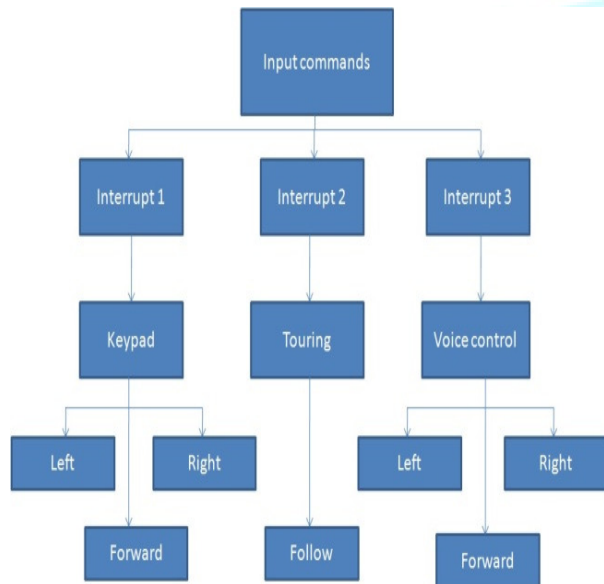 Input commands
Interrupt 1
Interrupt 2
Interrupt 3
Keypad
Touring
Voice control
Left
Right
Left
Right
Forward
Follow
Forward